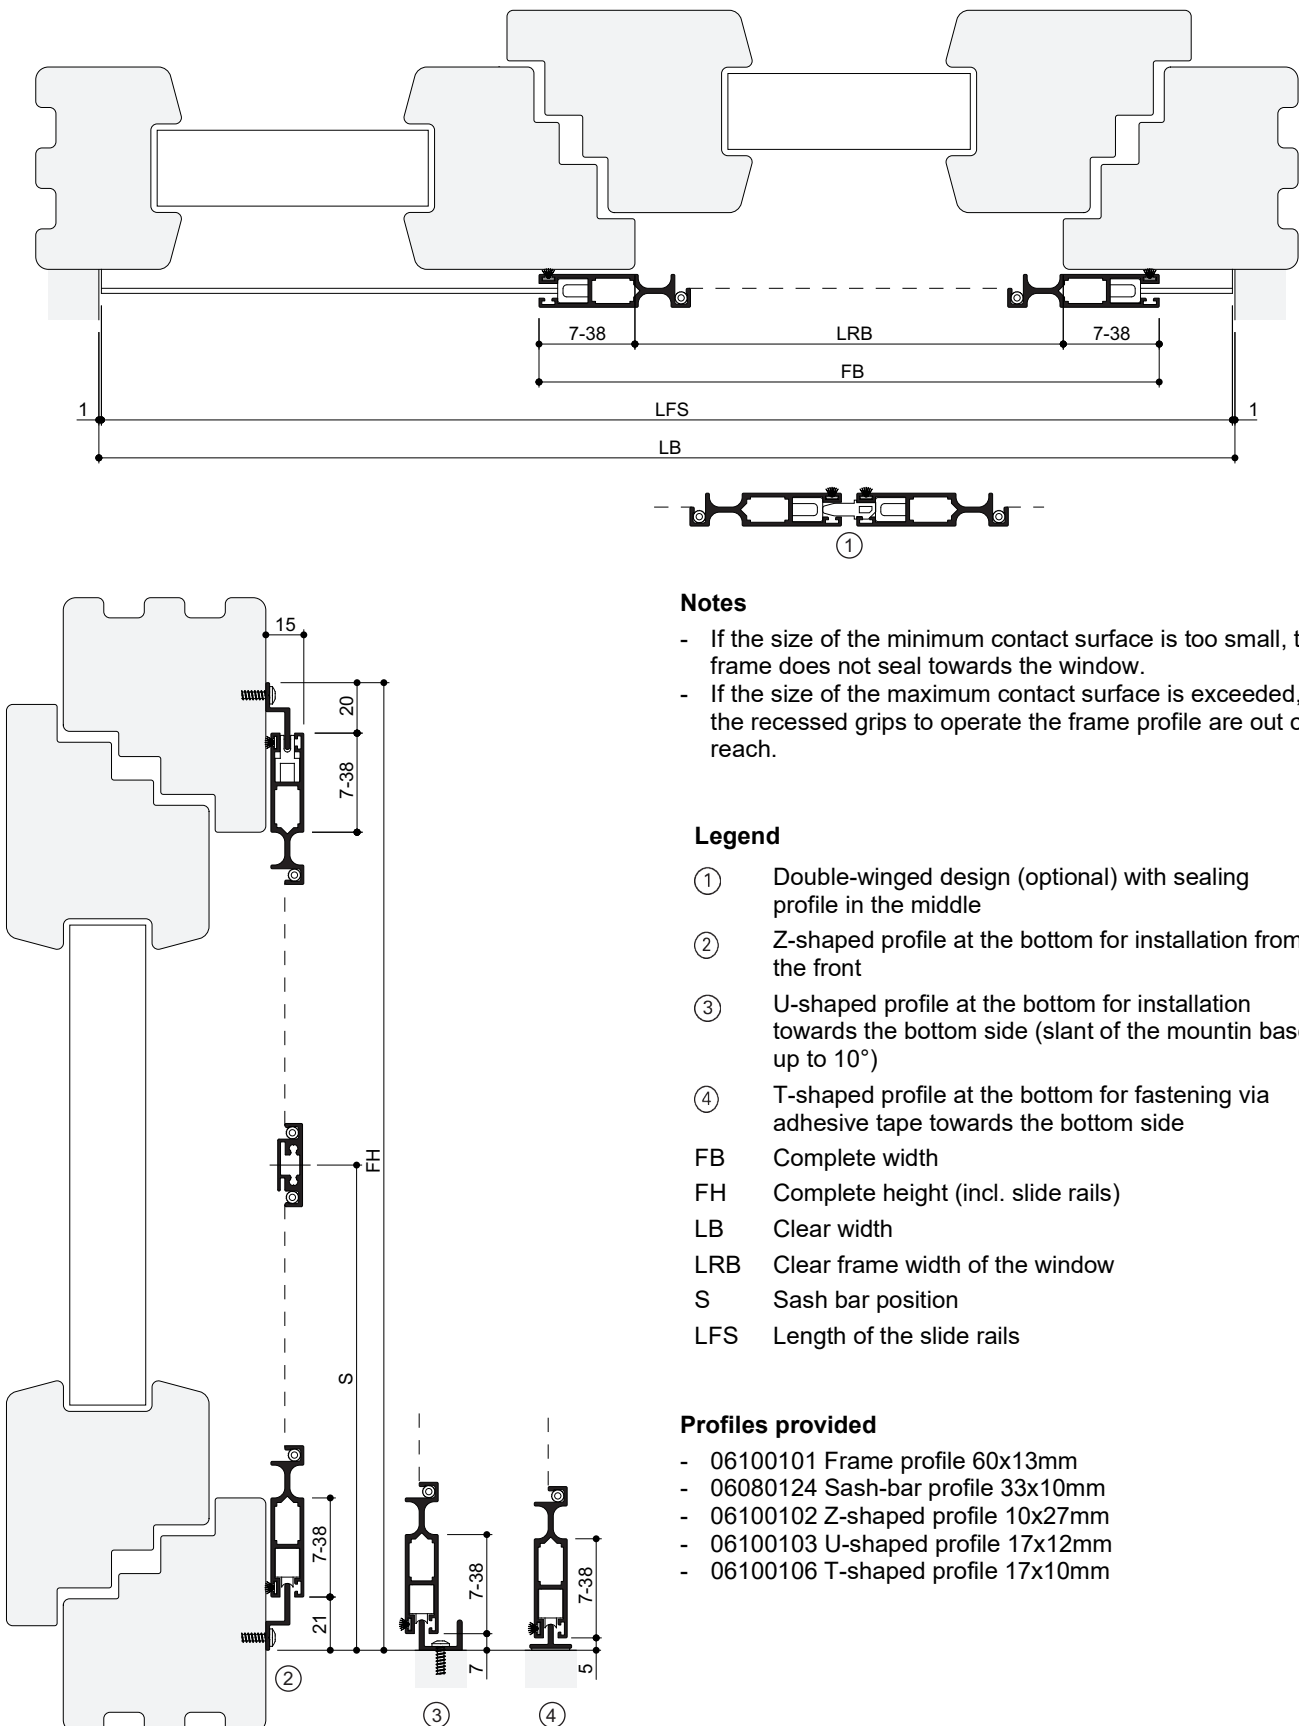 7-38
LRB
7-38
FB
1
LFS
1
LB
1
15
20
7-38
FH
S
7-38
21
2
7-38
7
3
7-38
5
4
Notes
- If the size of the minimum contact surface is too small, t
frame does not seal towards the window.
- If the size of the maximum contact surface is exceeded,
the recessed grips to operate the frame profile are out o
reach.
Legend
1 Double-winged design (optional) with sealing
profile in the middle
2 Z-shaped profile at the bottom for installation from
the front
3 U-shaped profile at the bottom for installation
towards the bottom side (slant of the mountin base
up to 10°)
4 T-shaped profile at the bottom for fastening via
adhesive tape towards the bottom side
FB Complete width
FH Complete height (incl. slide rails)
LB Clear width
LRB Clear frame width of the window
S Sash bar position
LFS Length of the slide rails
Profiles provided
- 06100101 Frame profile 60x13mm
- 06080124 Sash-bar profile 33x10mm
- 06100102 Z-shaped profile 10x27mm
- 06100103 U-shaped profile 17x12mm
- 06100106 T-shaped profile 17x10mm